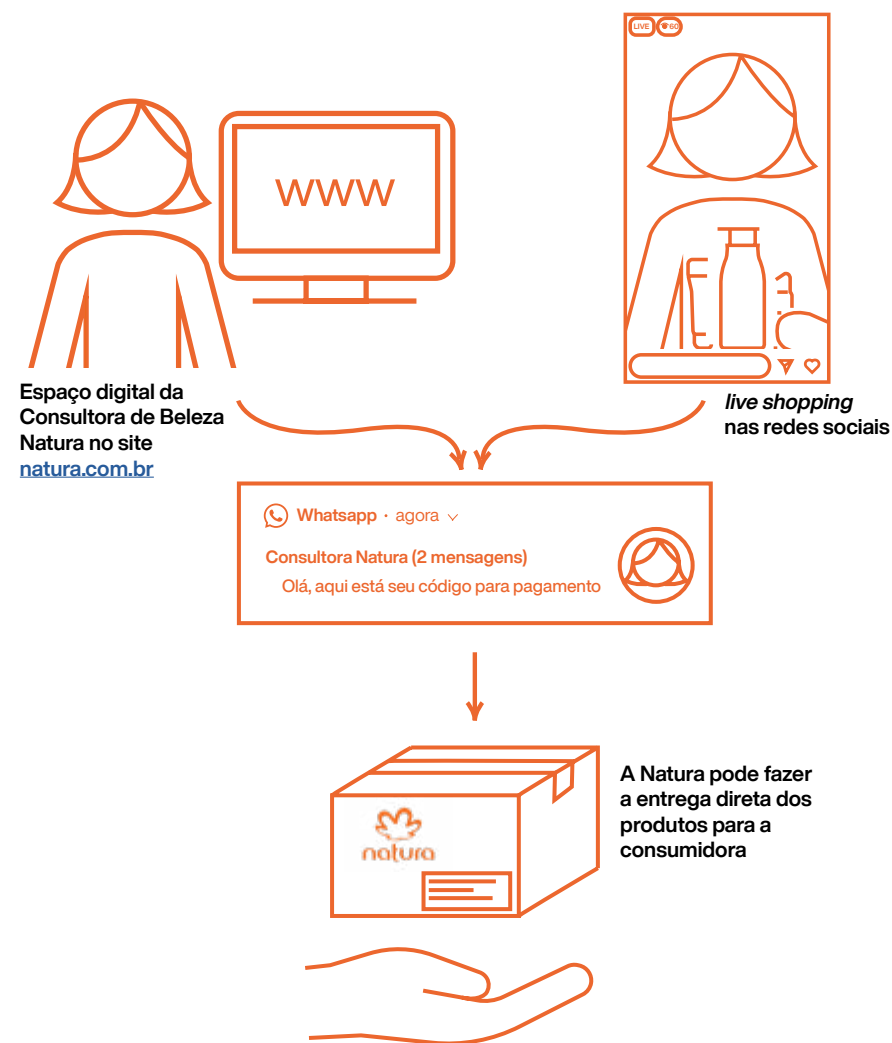 LIVE 60
www
Espaço digital da
Consultora de Beleza
Natura no site
natura.com.br
live shopping
nas redes sociais
Whatsapp · agora
Consultora Natura (2 mensagens)
Olá, aqui está seu código para pagamento
natura
A Natura pode fazer
a entrega direta dos
produtos para a
consumidora